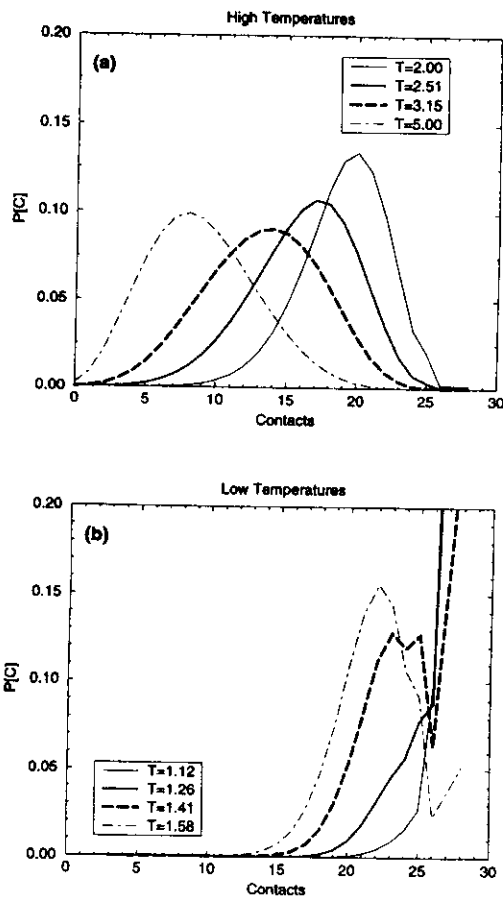 High Temperatures
0.20
(a)
T=2.00
T=2.51
T=3.15
T=5.00
0.15
0.10
P[C]
0.05
0.00
0 5 10 15 20 25 30
Contacts
Low Temperatures
0.20
(b)
0.15
0.10
P[C]
0.05
T=1.12
T=1.26
T=1.41
T=1.58
0.00
0 5 10 15 20 25 30
Contacts